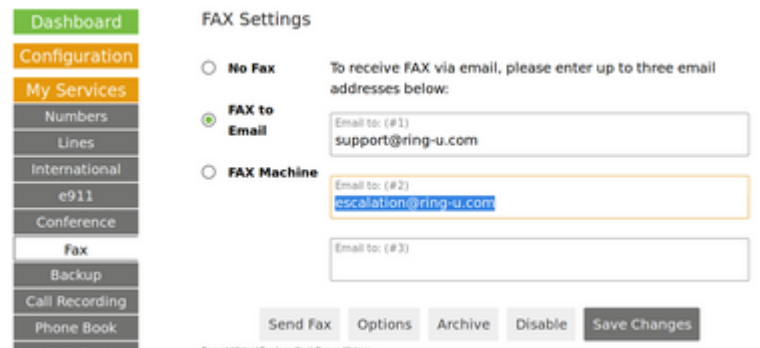 Dashboard
Configuration
My Services
Numbers
Lines
International
e911
Conference
Fax
Backup
Call Recording
Phone Book
FAX Settings
No Fax
FAX to
Email
FAX Machine
To receive FAX via email, please enter up to three email
addresses below:
Email to: (#1)
support@ring-u.com
Email to: (#2)
escalation@ring-u.com
Email to: (#3)
Send Fax
Options
Archive
Disable
Save Changes